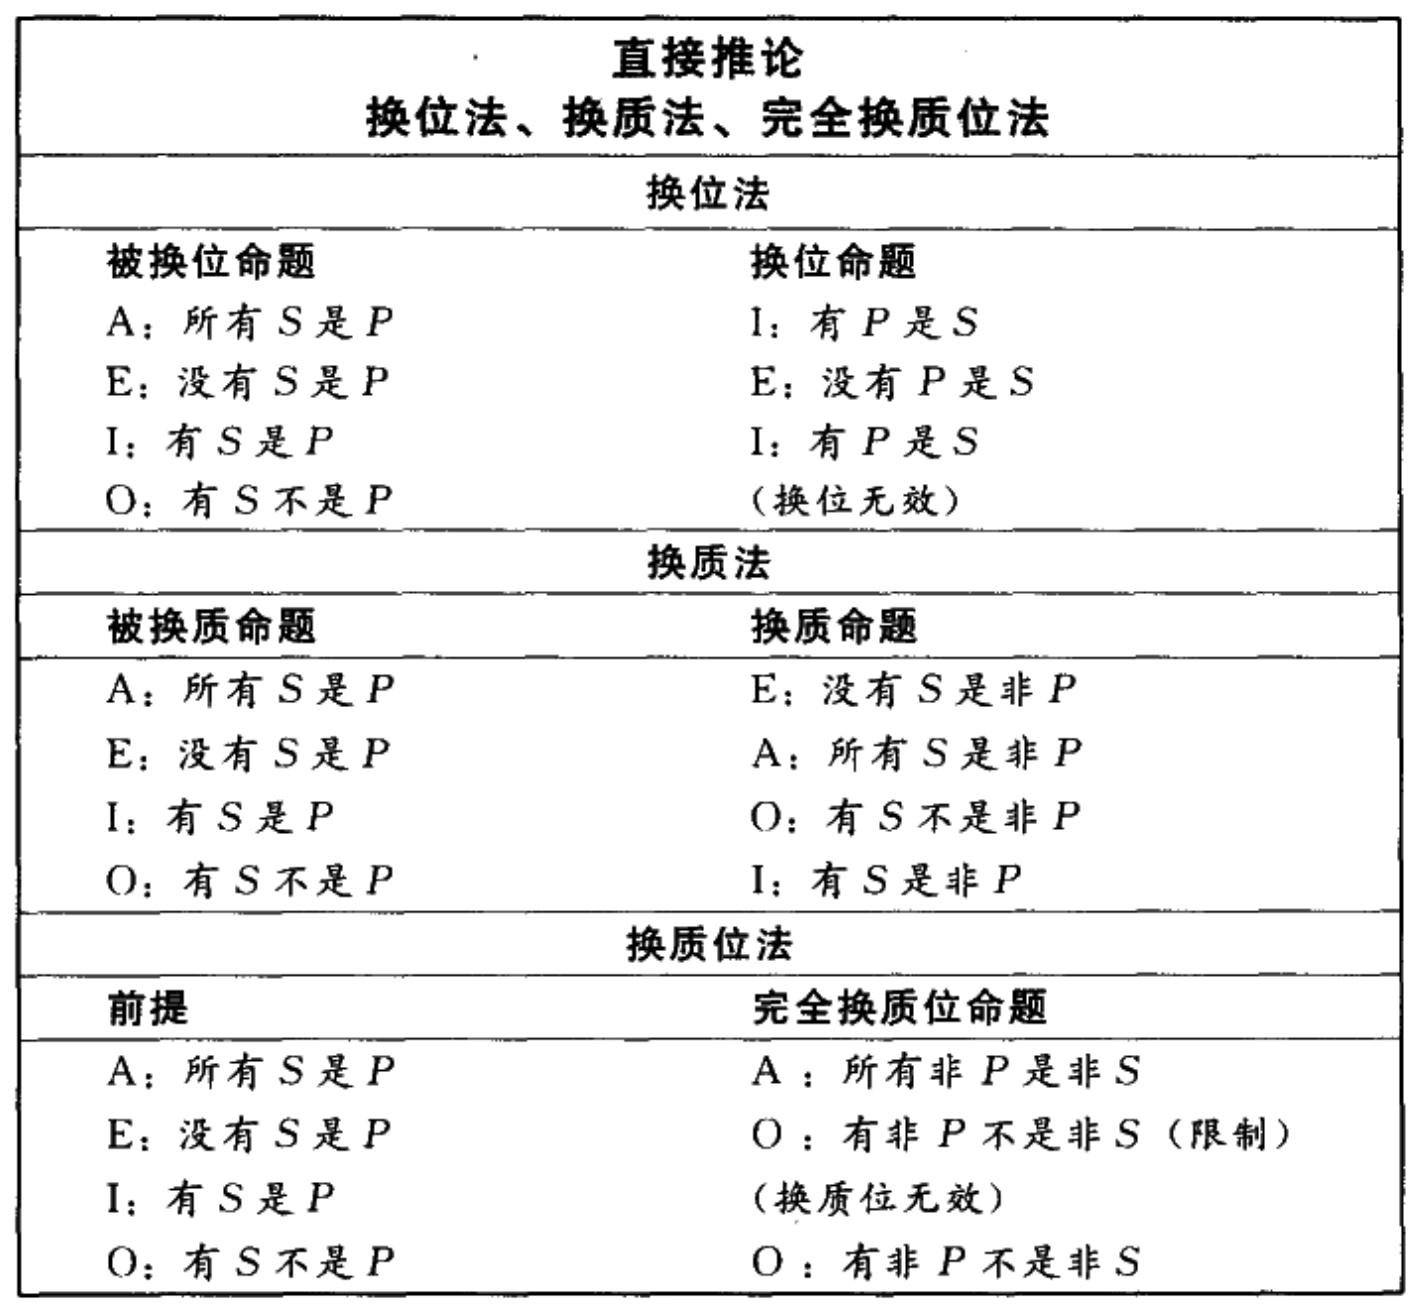 直接推论
换位法、换质法、完全换质位法
换位法
被换位命题 换位命题
A：所有 S 是 P I：有 P 是 S
E：没有 S 是 P E：没有 P 是 S
I：有 S 是 P I：有 P 是 S
O：有 S 不是 P （换位无效）
换质法
被换质命题 换质命题
A：所有 S 是 P E：没有 S 是非 P
E：没有 S 是 P A：所有 S 是非 P
I：有 S 是 P O：有 S 不是非 P
O：有 S 不是 P I：有 S 是非 P
换质位法
前提 完全换质位命题
A：所有 S 是 P A：所有非 P 是非 S
E：没有 S 是 P O：有非 P 不是非 S（限制）
I：有 S 是 P （换质位无效）
O：有 S 不是 P O：有非 P 不是非 S